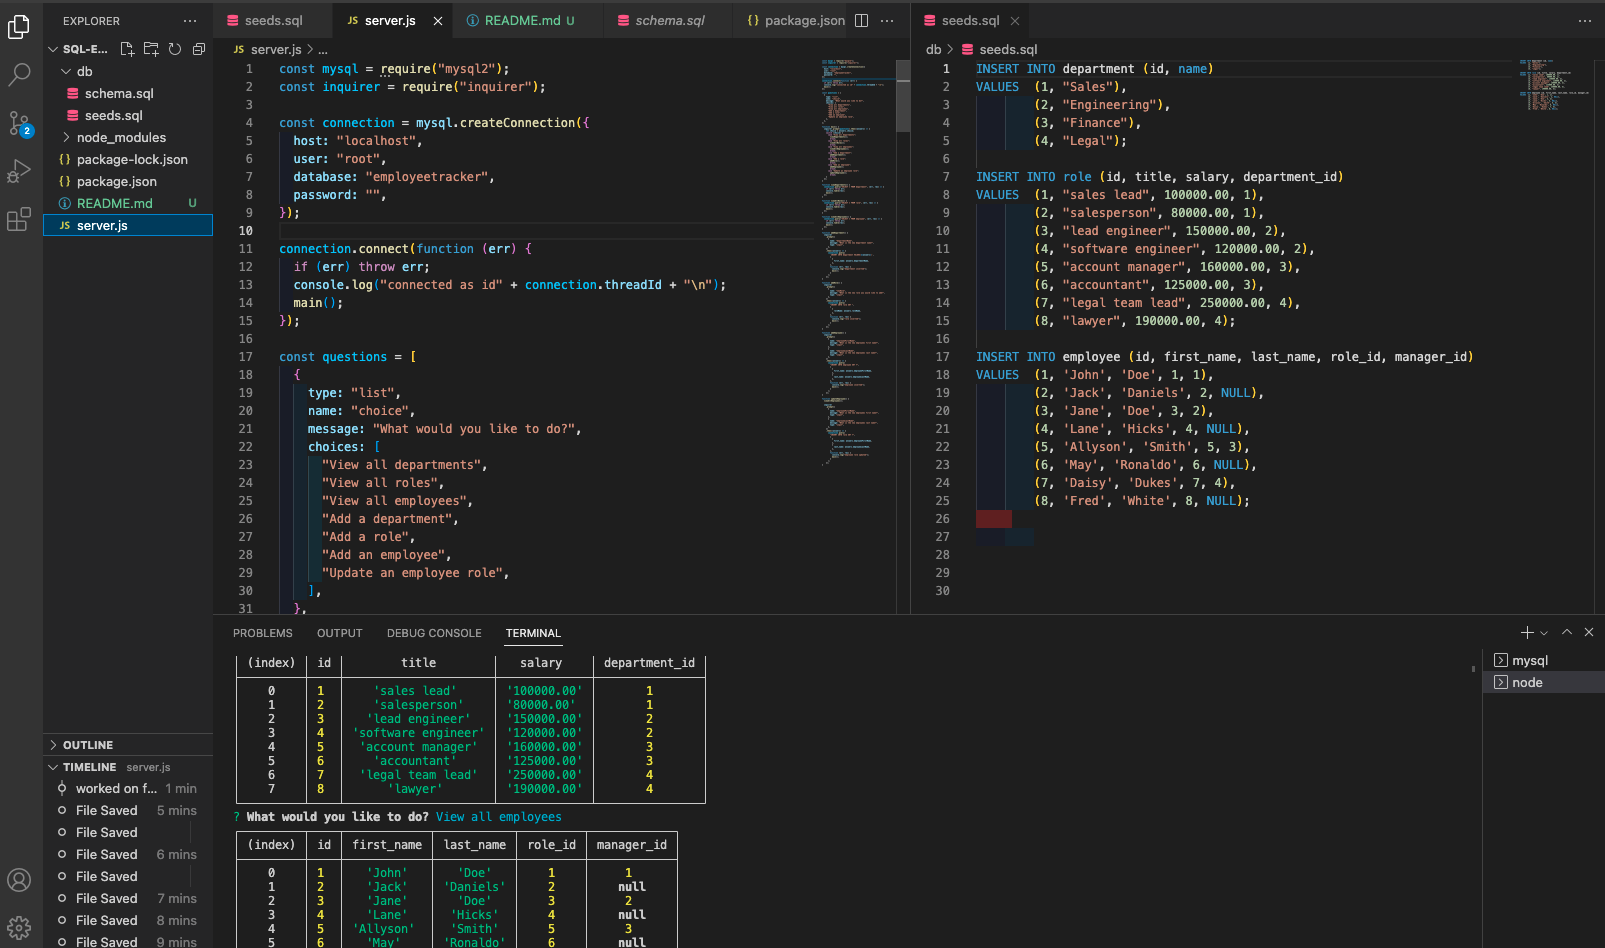 EXPLORER
SQL-E...
db
schema.sql
seeds.sql
node_modules
package-lock.json
package.json
README.md U
server.js
OUTLINE
TIMELINE server.js
worked on f... 1 min
File Saved 5 mins
File Saved
File Saved 6 mins
File Saved
File Saved 7 mins
File Saved 8 mins
File Saved 9 mins
2
seeds.sql
JS server.js
README.md U
schema.sql
{} package.json
JS server.js > ...
1 const mysql = require("mysql2");
2 const inquirer = require("inquirer");
3
4 const connection = mysql.createConnection({
5 host: "localhost",
6 user: "root",
7 database: "employeetracker",
8 password: "",
9 });
10
11 connection.connect(function (err) {
12 if (err) throw err;
13 console.log("connected as id" + connection.threadId + "\n");
14 main();
15 });
16
17 const questions = [
18 {
19 type: "list",
20 name: "choice",
21 message: "What would you like to do?",
22 choices: [
23 "View all departments",
24 "View all roles",
25 "View all employees",
26 "Add a department",
27 "Add a role",
28 "Add an employee",
29 "Update an employee role",
30 ],
31 },
seeds.sql
db > seeds.sql
1 INSERT INTO department (id, name)
2 VALUES (1, "Sales"),
3 (2, "Engineering"),
4 (3, "Finance"),
5 (4, "Legal");
6
7 INSERT INTO role (id, title, salary, department_id)
8 VALUES (1, "sales lead", 100000.00, 1),
9 (2, "salesperson", 80000.00, 1),
10 (3, "lead engineer", 150000.00, 2),
11 (4, "software engineer", 120000.00, 2),
12 (5, "account manager", 160000.00, 3),
13 (6, "accountant", 125000.00, 3),
14 (7, "legal team lead", 250000.00, 4),
15 (8, "lawyer", 190000.00, 4);
16
17 INSERT INTO employee (id, first_name, last_name, role_id, manager_id)
18 VALUES (1, 'John', 'Doe', 1, 1),
19 (2, 'Jack', 'Daniels', 2, NULL),
20 (3, 'Jane', 'Doe', 3, 2),
21 (4, 'Lane', 'Hicks', 4, NULL),
22 (5, 'Allyson', 'Smith', 5, 3),
23 (6, 'May', 'Ronaldo', 6, NULL),
24 (7, 'Daisy', 'Dukes', 7, 4),
25 (8, 'Fred', 'White', 8, NULL);
26
27
28
29
30
PROBLEMS OUTPUT DEBUG CONSOLE TERMINAL
(index) id title salary department_id
0 1 'sales lead' '100000.00' 1
1 2 'salesperson' '80000.00' 1
2 3 'lead engineer' '150000.00' 2
3 4 'software engineer' '120000.00' 2
4 5 'account manager' '160000.00' 3
5 6 'accountant' '125000.00' 3
6 7 'legal team lead' '250000.00' 4
7 8 'lawyer' '190000.00' 4
? What would you like to do? View all employees
(index) id first_name last_name role_id manager_id
0 1 'John' 'Doe' 1 1
1 2 'Jack' 'Daniels' 2 null
2 3 'Jane' 'Doe' 3 2
3 4 'Lane' 'Hicks' 4 null
4 5 'Allyson' 'Smith' 5 3
5 6 'May' 'Ronaldo' 6 null
mysql
node